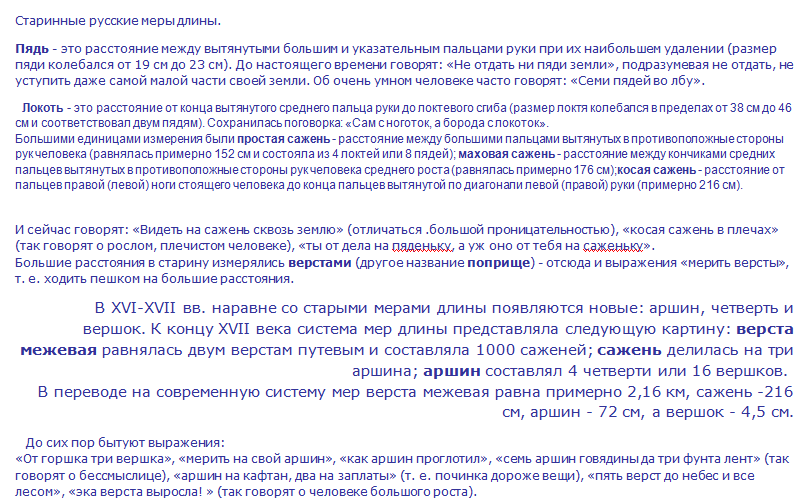 Старинные русские меры длины.
Пядь - это расстояние между вытянутыми большим и указательным пальцами руки при их наибольшем удалении (размер
пяди колебался от 19 см до 23 см). До настоящего времени говорят: «Не отдать ни пяди земли», подразумевая не отдать, не
уступить даже самой малой части своей земли. Об очень умном человеке часто говорят: «Семи пядей во лбу».
Локоть - это расстояние от конца вытянутого среднего пальца руки до локтевого сгиба (размер локтя колебался в пределах от 38 см до 46
см и соответствовал двум пядям). Сохранилась поговорка: «Сам с ноготок, а борода с локоток».
Большими единицами измерения были простая сажень - расстояние между большими пальцами вытянутых в противоположные стороны
рук человека (равнялась примерно 152 см и состояла из 4 локтей или 8 пядей); маховая сажень - расстояние между кончиками средних
пальцев вытянутых в противоположные стороны рук человека среднего роста (равнялась примерно 176 см);косая сажень - расстояние от
пальцев правой (левой) ноги стоящего человека до конца пальцев вытянутой по диагонали левой (правой) руки (примерно 216 см).
И сейчас говорят: «Видеть на сажень сквозь землю» (отличаться .большой проницательностью), «косая сажень в плечах»
(так говорят о рослом, плечистом человеке), «ты от дела на пяденьку, а уж оно от тебя на саженьку».
Большие расстояния в старину измерялись верстами (другое название поприще) - отсюда и выражения «мерить версты»,
т. е. ходить пешком на большие расстояния.
В XVI-XVII вв. наравне со старыми мерами длины появляются новые: аршин, четверть и
вершок. К концу XVII века система мер длины представляла следующую картину: верста
межевая равнялась двум верстам путевым и составляла 1000 саженей; сажень делилась на три
аршина; аршин составлял 4 четверти или 16 вершков.
В переводе на современную систему мер верста межевая равна примерно 2,16 км, сажень -216
см, аршин - 72 см, а вершок - 4,5 см.
До сих пор бытуют выражения:
«От горшка три вершка», «мерить на свой аршин», «как аршин проглотил», «семь аршин говядины да три фунта лент» (так
говорят о бессмыслице), «аршин на кафтан, два на заплаты» (т. е. починка дороже вещи), «пять верст до небес и все
лесом», «эка верста выросла! » (так говорят о человеке большого роста).